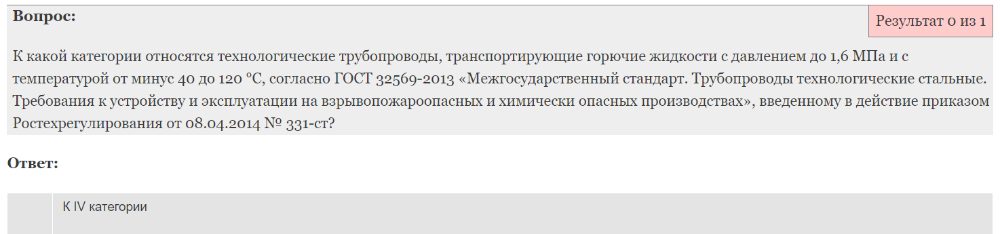 Вопрос:
Результат 0 из 1
К какой категории относятся технологические трубопроводы, транспортирующие горючие жидкости с давлением до 1,6 МПа и с
температурой от минус 40 до 120 °С, согласно ГОСТ 32569-2013 «Межгосударственный стандарт. Трубопроводы технологические стальные.
Требования к устройству и эксплуатации на взрывопожароопасных и химически опасных производствах», введенному в действие приказом
Ростехрегулирования от 08.04.2014 № 331-ст?
Ответ:
К IV категории